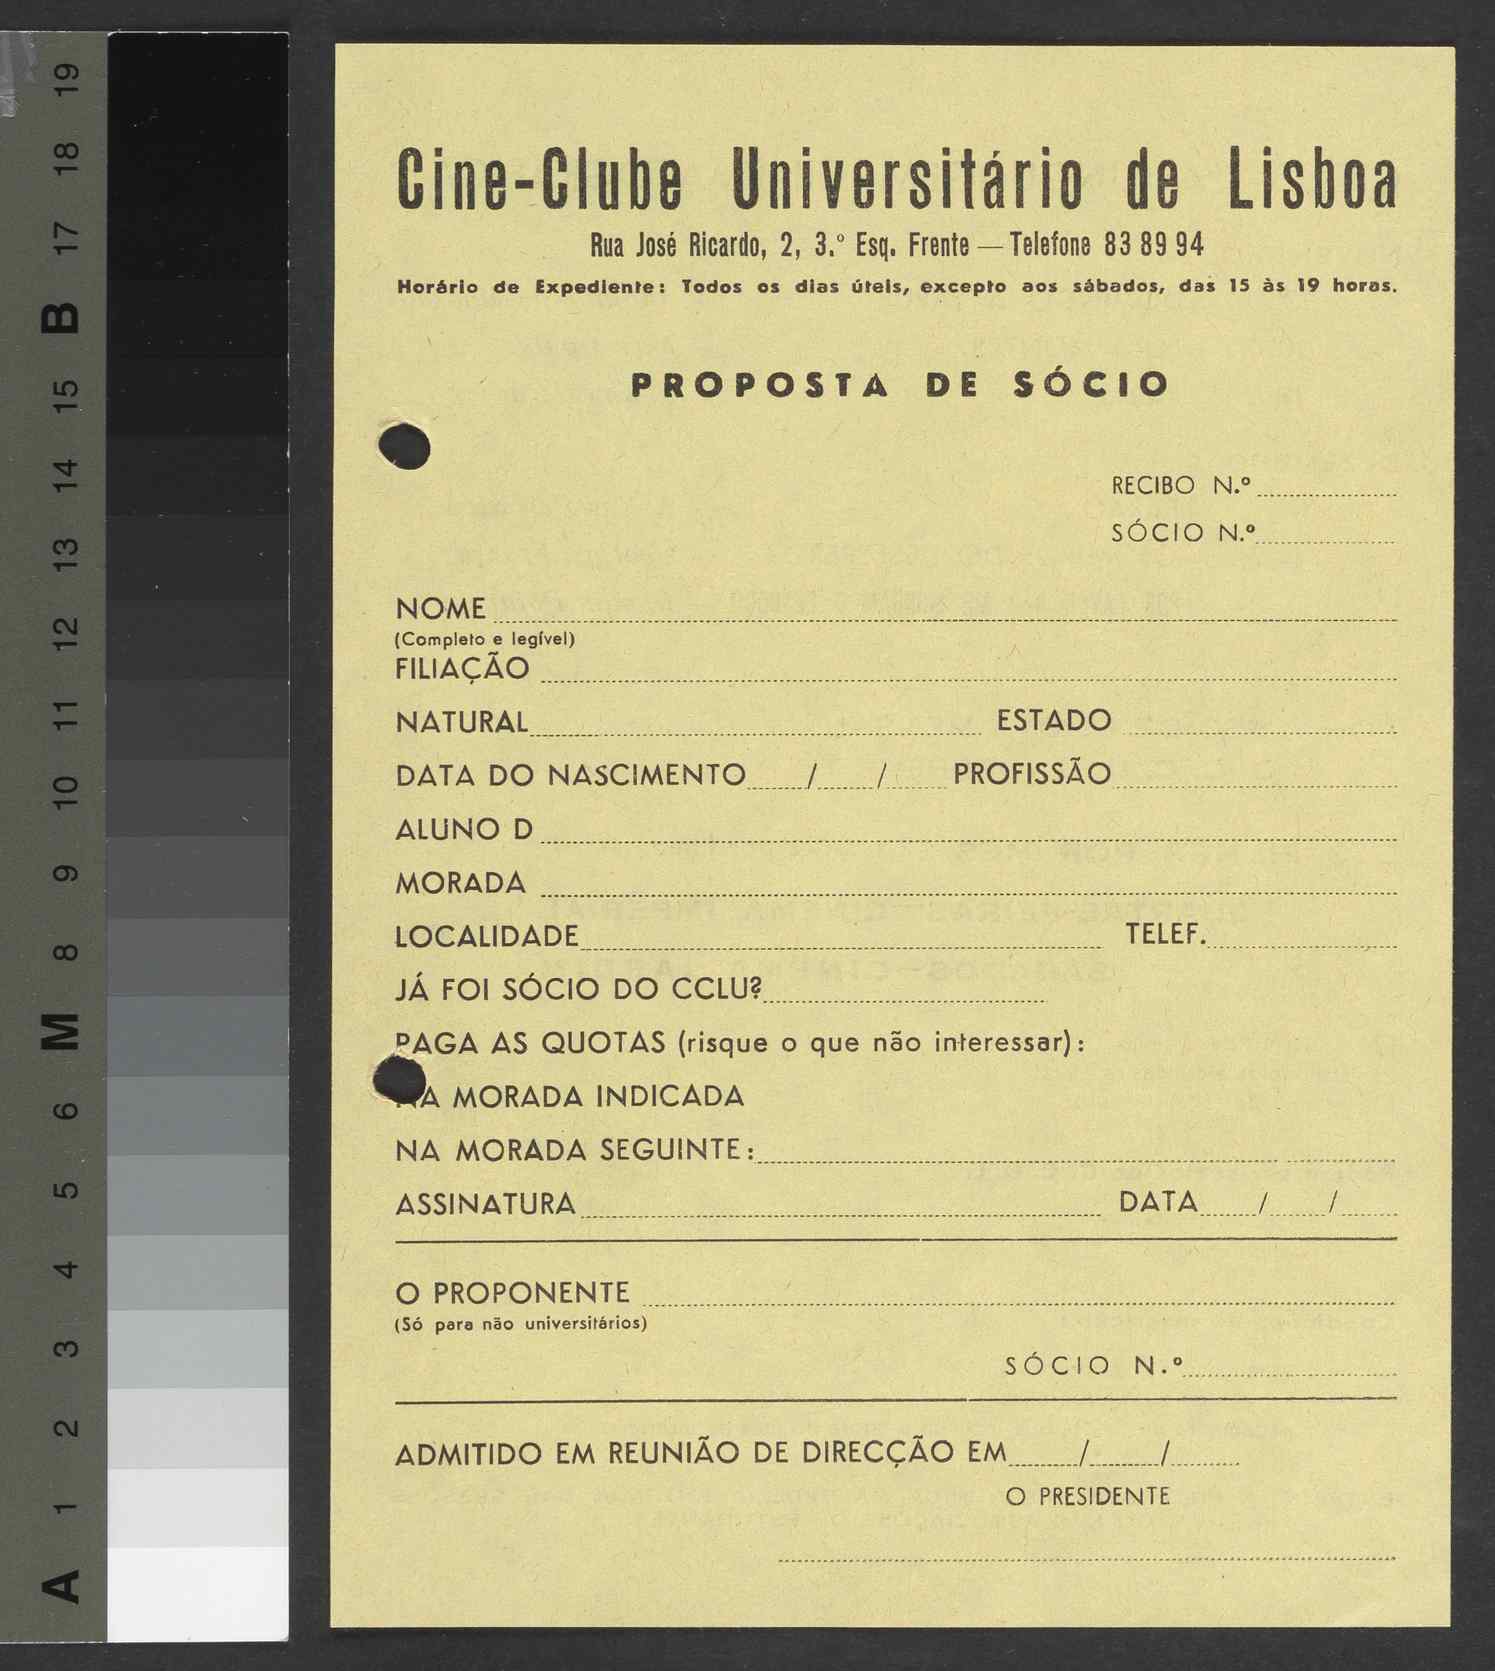 Cine-Clube Universitário de Lisboa
Rua José Ricardo, 2, 3.º Esq. Frente — Telefone 83 89 94
Horário de Expediente: Todos os dias úteis, excepto aos sábados, das 15 às 19 horas.
PROPOSTA DE SÓCIO
RECIBO N.º
SÓCIO N.º
NOME
(Completo e legível)
FILIAÇÃO
NATURAL ESTADO
DATA DO NASCIMENTO / / PROFISSÃO
ALUNO D
MORADA
LOCALIDADE TELEF.
JÁ FOI SÓCIO DO CCLU?
PAGA AS QUOTAS (risque o que não interessar):
NA MORADA INDICADA
NA MORADA SEGUINTE:
ASSINATURA DATA / /
O PROPONENTE
(Só para não universitários)
SÓCIO N.º
ADMITIDO EM REUNIÃO DE DIRECÇÃO EM / /
O PRESIDENTE
A 1 2 3 4 5 6 M 8 9 10 11 12 13 14 15 B 17 18 19